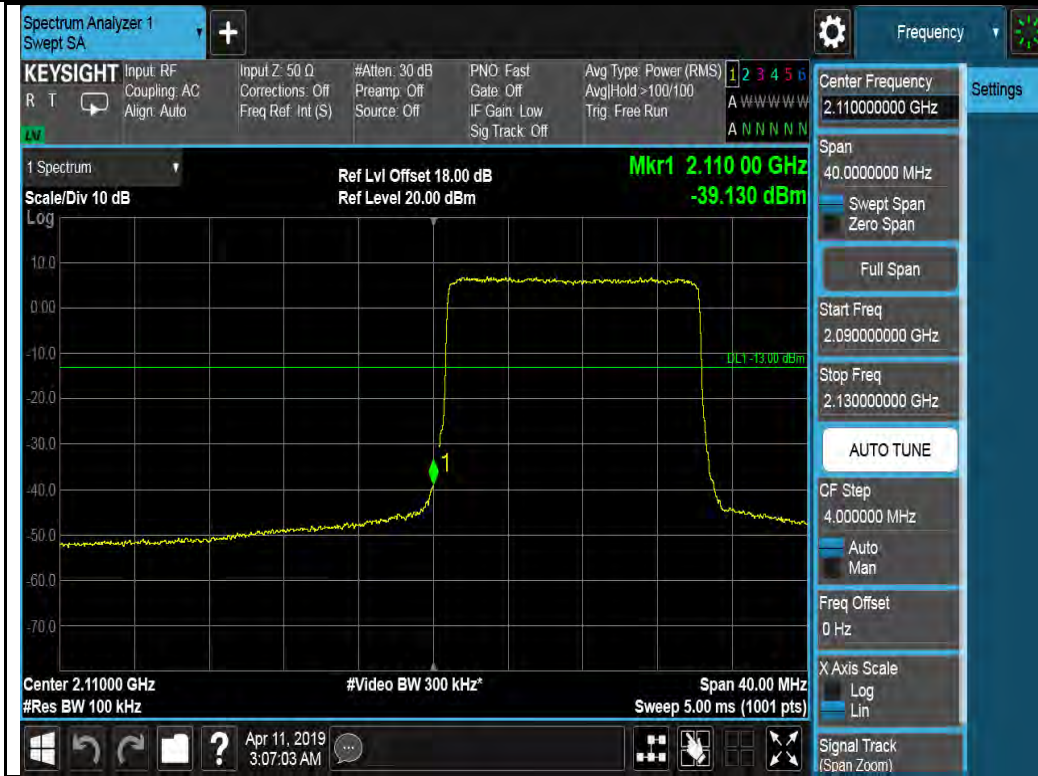 Spectrum Analyzer 1
Swept SA
+
Frequency
KEYSIGHT
R T
LXI
Input: RF
Coupling: AC
Align: Auto
Input Z: 50 Ω
Corrections: Off
Freq Ref: Int (S)
#Atten: 30 dB
Preamp: Off
Source: Off
PNO: Fast
Gate: Off
IF Gain: Low
Sig Track: Off
Avg Type: Power (RMS)
Avg|Hold >100/100
Trig: Free Run
1 2 3 4 5 6
A W W W W W
A N N N N N
Center Frequency
2.110000000 GHz
Settings
Span
40.0000000 MHz
Swept Span
Zero Span
Full Span
Start Freq
2.090000000 GHz
Stop Freq
2.130000000 GHz
AUTO TUNE
CF Step
4.000000 MHz
Auto
Man
Freq Offset
0 Hz
X Axis Scale
Log
Lin
Signal Track
(Span Zoom)
1 Spectrum
Scale/Div 10 dB
Log
Ref Lvl Offset 18.00 dB
Ref Level 20.00 dBm
Mkr1 2.110 00 GHz
-39.130 dBm
10.0
0.00
-10.0
DL1 -13.00 dBm
-20.0
-30.0
1
-40.0
-50.0
-60.0
-70.0
Center 2.11000 GHz
#Res BW 100 kHz
#Video BW 300 kHz*
Span 40.00 MHz
Sweep 5.00 ms (1001 pts)
?
Apr 11, 2019
3:07:03 AM